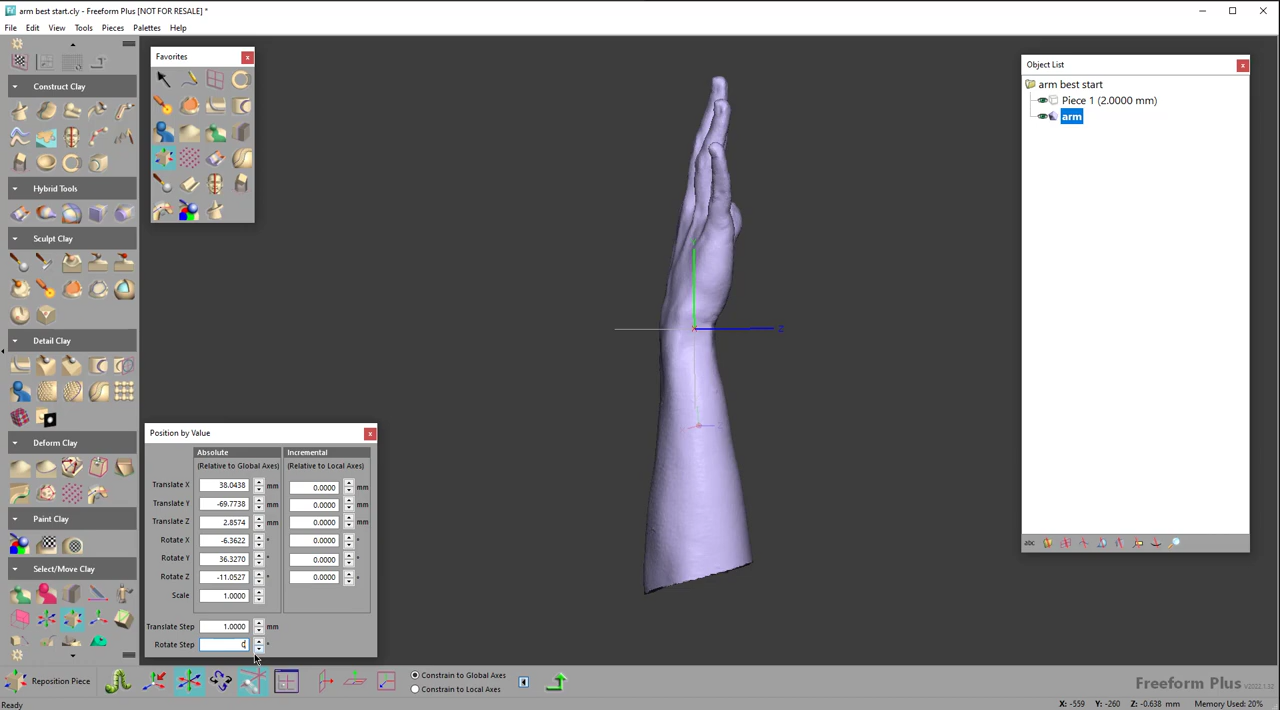 arm best start.cly - Freeform Plus [NOT FOR RESALE] *
File Edit View Tools Pieces Palettes Help
Construct Clay
Hybrid Tools
Sculpt Clay
Detail Clay
Deform Clay
Paint Clay
Select/Move Clay
Favorites
z
Object List
arm best start
Piece 1 (2.0000 mm)
arm
abc
Position by Value
Absolute Incremental
(Relative to Global Axes) (Relative to Local Axes)
Translate X 38.0438 mm 0.0000 mm
Translate Y -69.7738 mm 0.0000 mm
Translate Z 2.8574 mm 0.0000 mm
Rotate X -6.3622 ° 0.0000 °
Rotate Y 36.3270 ° 0.0000 °
Rotate Z -11.0527 ° 0.0000 °
Scale 1.0000
Translate Step 1.0000 mm
Rotate Step 0 °
Reposition Piece
Constrain to Global Axes
Constrain to Local Axes
Freeform Plus V2022.1.32
Ready X: -559 Y: -260 Z: -0.638 mm Memory Used: 20%